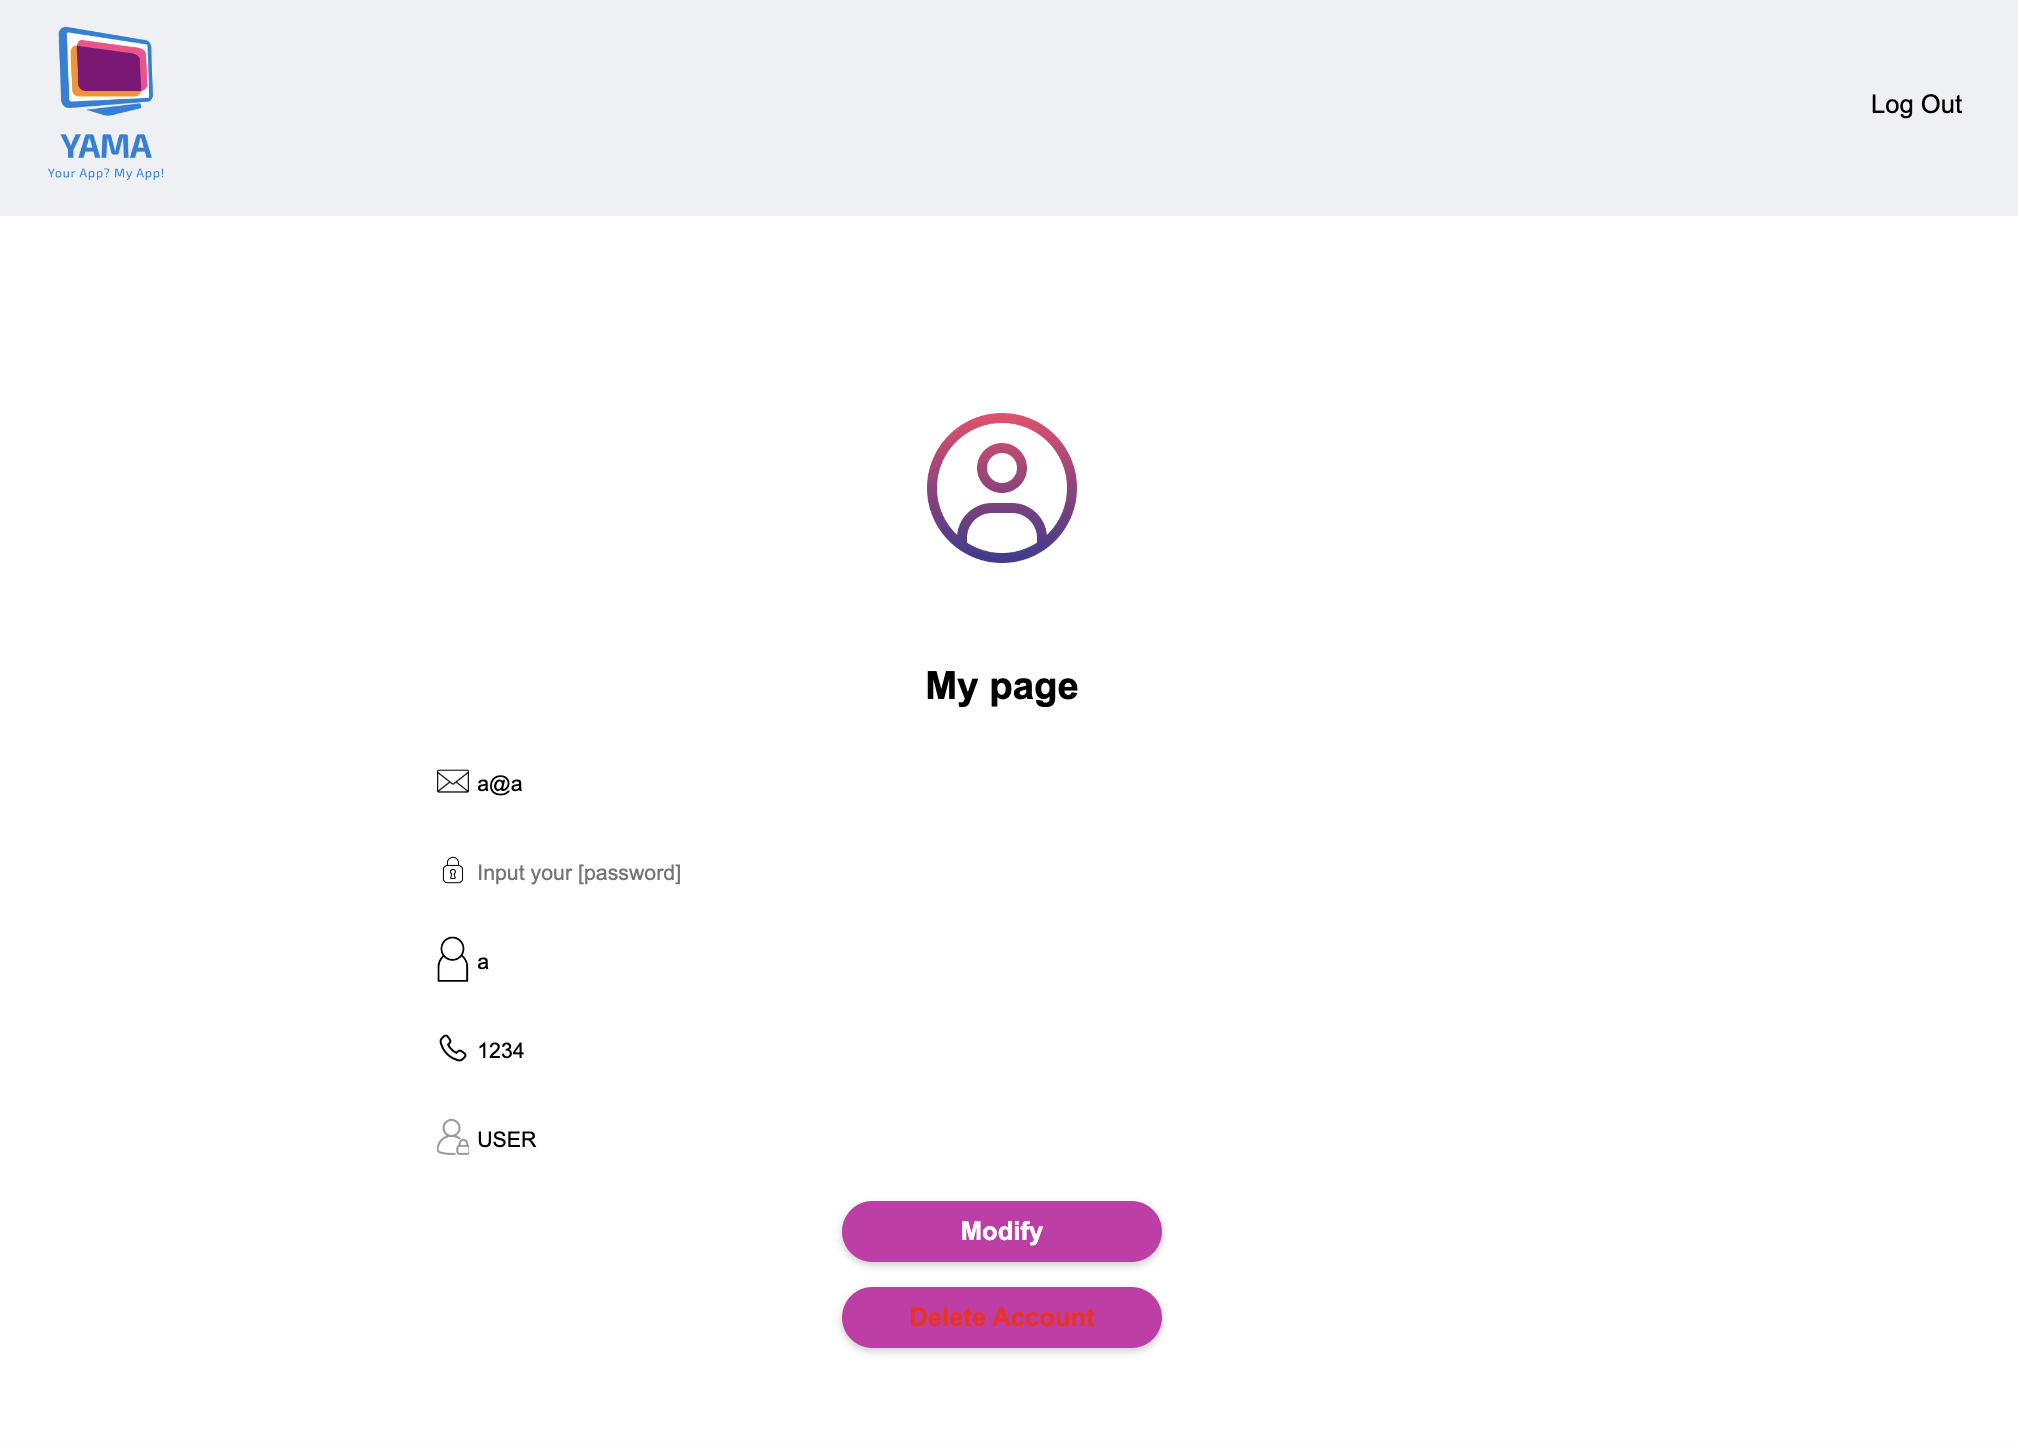 YAMA
Your App? My App!
Log Out
My page
a@a
Input your [password]
a
1234
USER
Modify
Delete Account